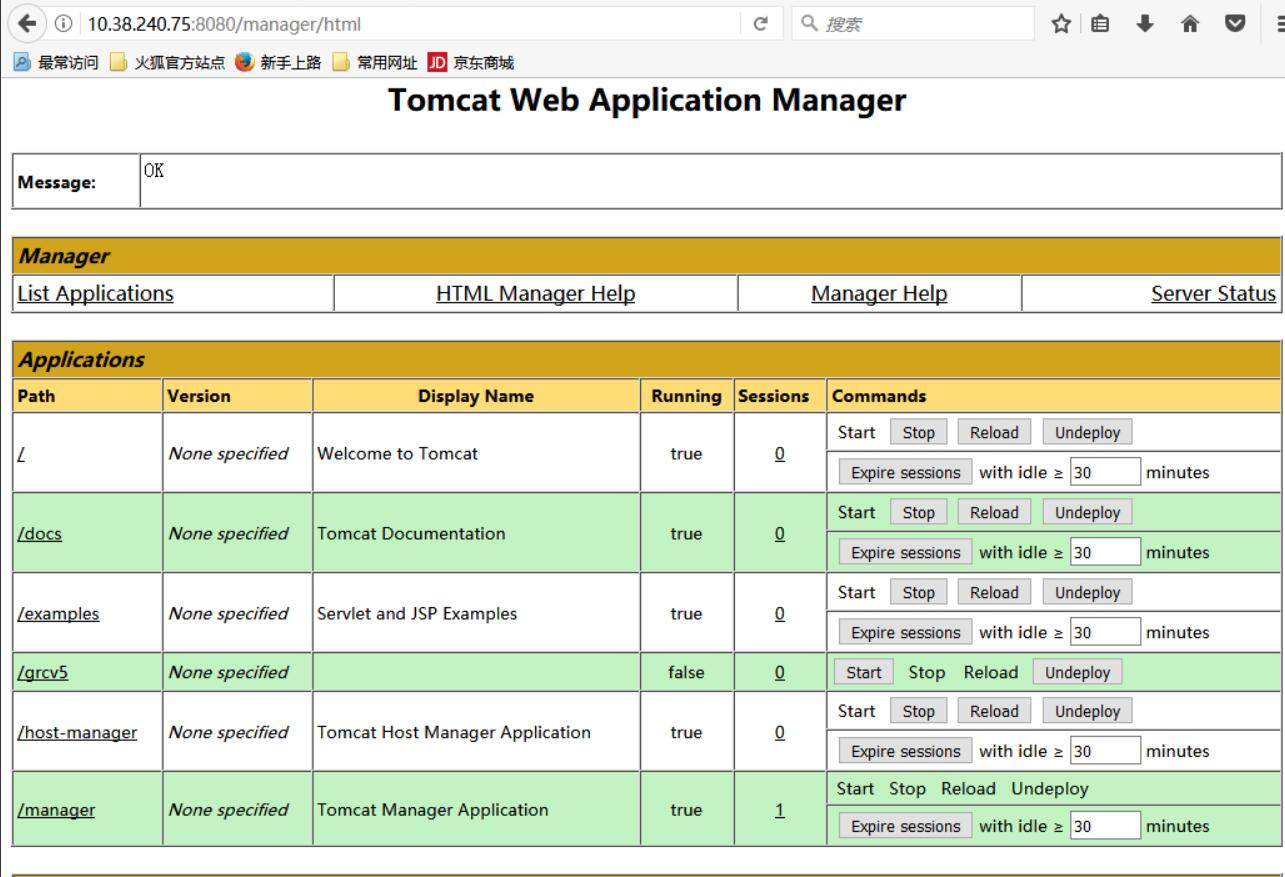 10.38.240.75:8080/manager/html 搜索
最常访问 火狐官方站点 新手上路 常用网址 JD 京东商城
Tomcat Web Application Manager
Message: OK
Manager
List Applications HTML Manager Help Manager Help Server Status
Applications
Path Version Display Name Running Sessions Commands
/ None specified Welcome to Tomcat true 0 Start Stop Reload Undeploy
Expire sessions with idle ≥ 30 minutes
/docs None specified Tomcat Documentation true 0 Start Stop Reload Undeploy
Expire sessions with idle ≥ 30 minutes
/examples None specified Servlet and JSP Examples true 0 Start Stop Reload Undeploy
Expire sessions with idle ≥ 30 minutes
/grcv5 None specified false 0 Start Stop Reload Undeploy
/host-manager None specified Tomcat Host Manager Application true 0 Start Stop Reload Undeploy
Expire sessions with idle ≥ 30 minutes
/manager None specified Tomcat Manager Application true 1 Start Stop Reload Undeploy
Expire sessions with idle ≥ 30 minutes